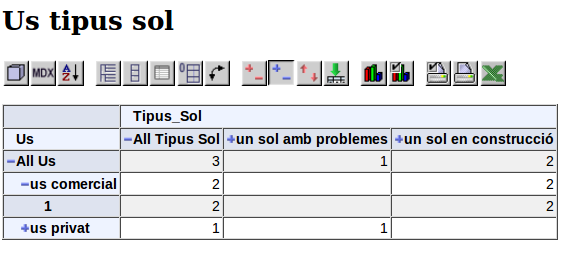 Us tipus sol
MDX A Z
Tipus_Sol
Us All Tipus Sol un sol amb problemes un sol en construcció
All Us 3 1 2
us comercial 2 2
1 2 2
us privat 1 1